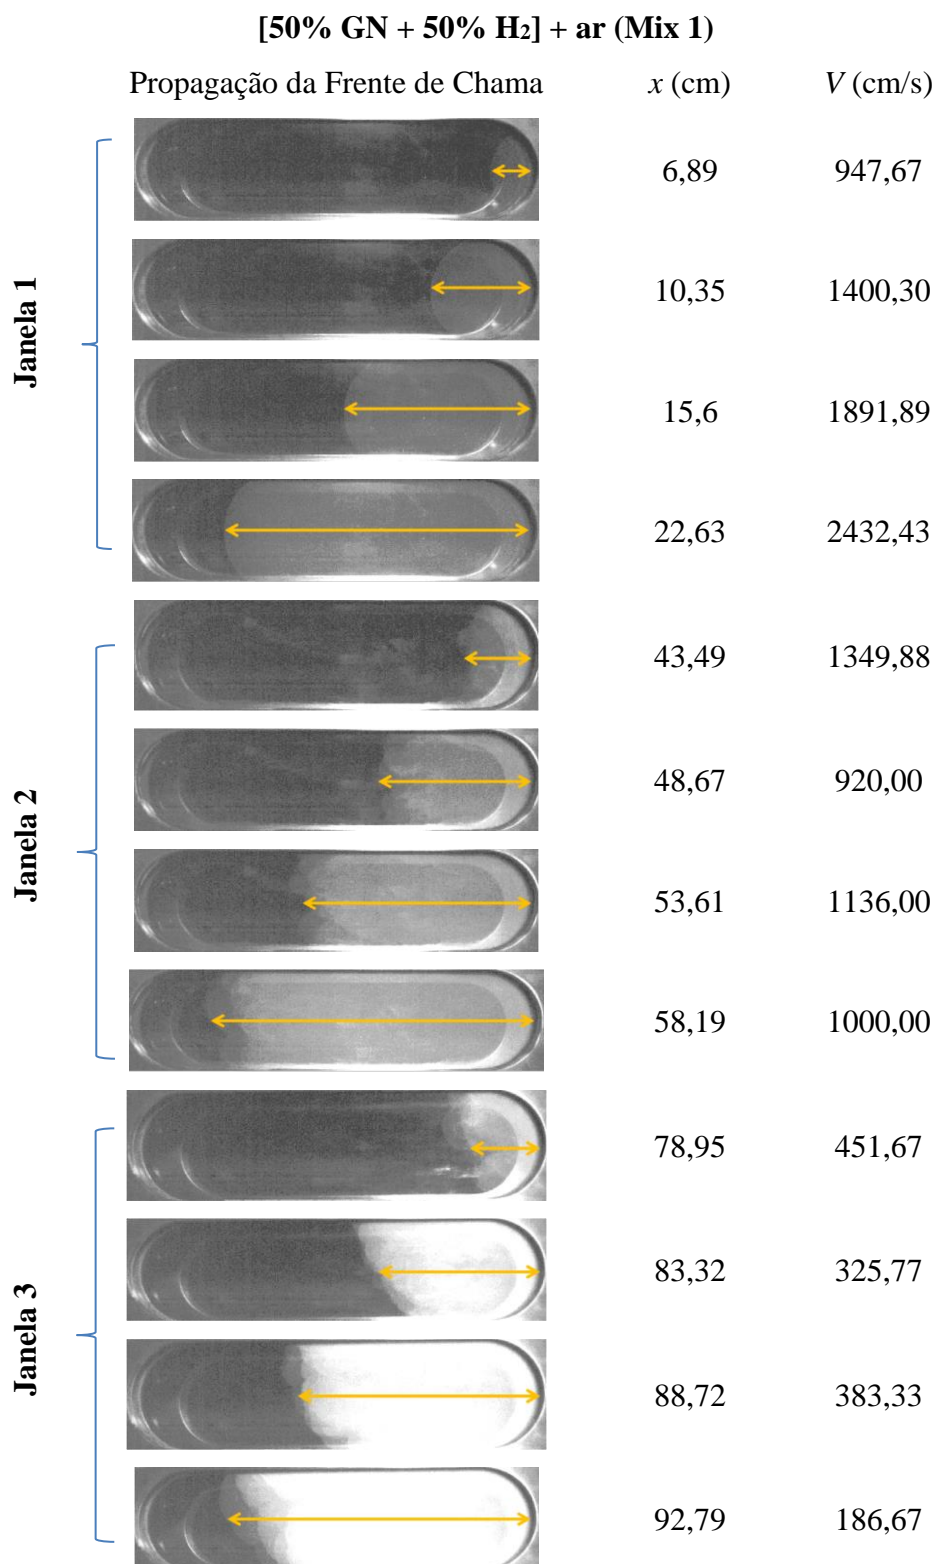 [50% GN + 50% H₂] + ar (Mix 1)
Propagação da Frente de Chama x (cm) V (cm/s)
Janela 1
6,89 947,67
10,35 1400,30
15,6 1891,89
22,63 2432,43
Janela 2
43,49 1349,88
48,67 920,00
53,61 1136,00
58,19 1000,00
Janela 3
78,95 451,67
83,32 325,77
88,72 383,33
92,79 186,67